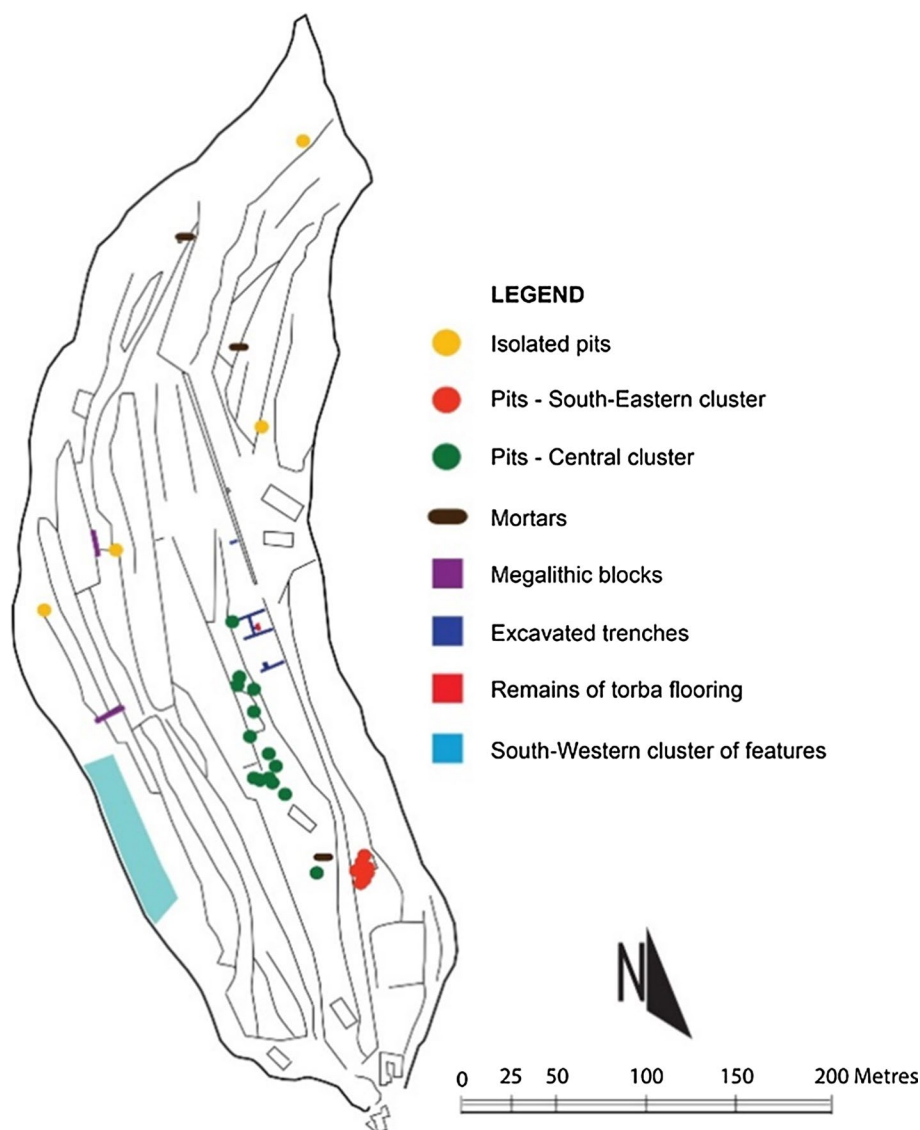 LEGEND
Isolated pits
Pits - South-Eastern cluster
Pits - Central cluster
Mortars
Megalithic blocks
Excavated trenches
Remains of torba flooring
South-Western cluster of features
N
0 25 50 100 150 200 Metres